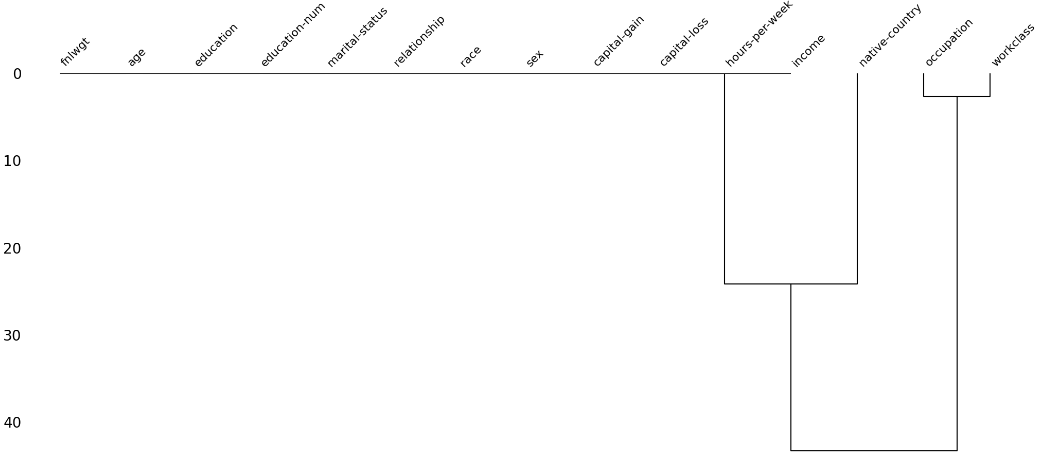 fnlwgt
age
education
education-num
marital-status
relationship
race
sex
capital-gain
capital-loss
hours-per-week
income
native-country
occupation
workclass
0
10
20
30
40